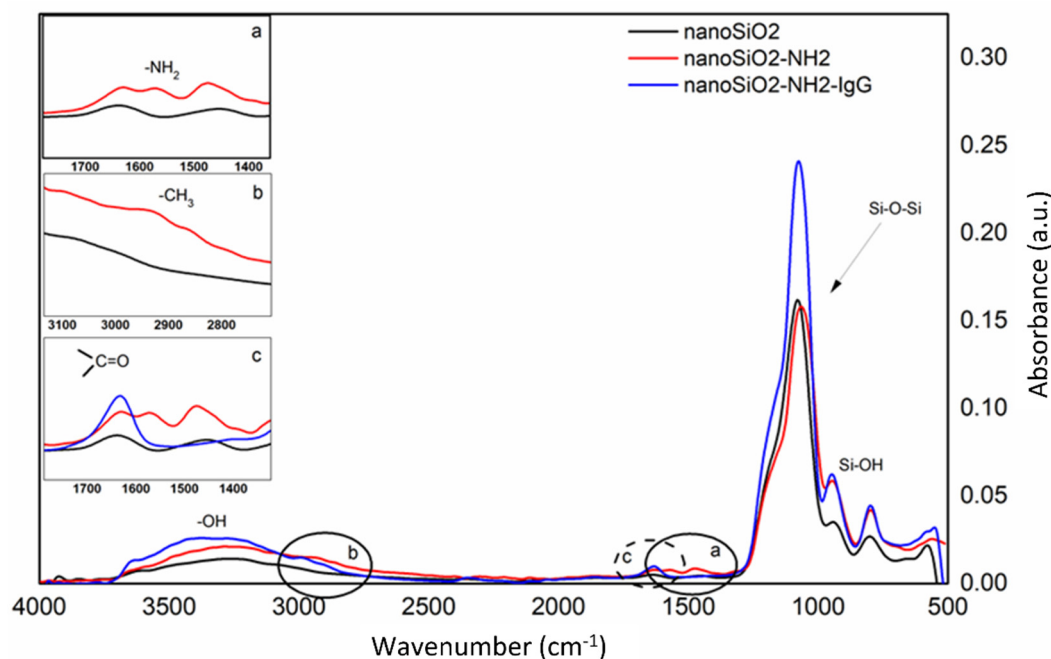 a
-NH2
1700 1600 1500 1400
b
-CH3
3100 3000 2900 2800
c
C=O
1700 1600 1500 1400
nanoSiO2
nanoSiO2-NH2
nanoSiO2-NH2-IgG
Si-O-Si
Si-OH
-OH
b
c
a
0.30
0.25
0.20
0.15
0.10
0.05
0.00
Absorbance (a.u.)
4000 3500 3000 2500 2000 1500 1000 500
Wavenumber (cm-1)